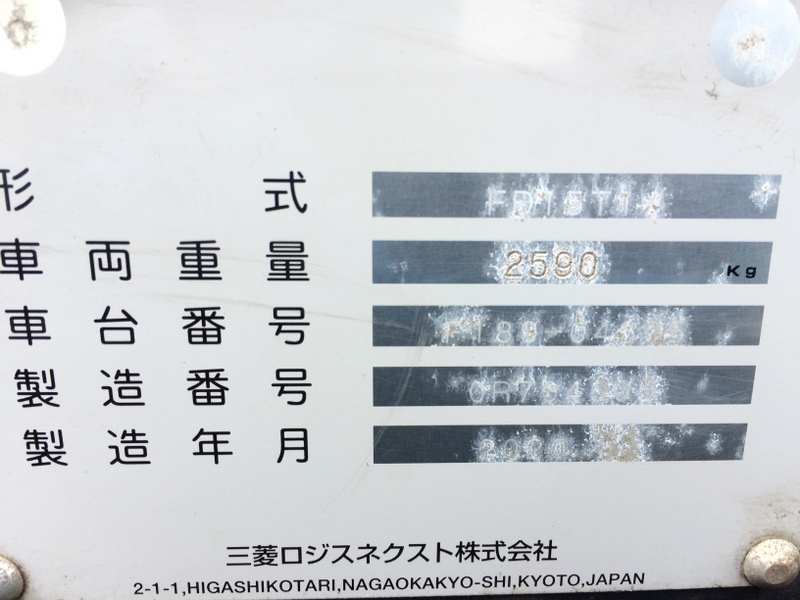 形式
車両重量 2590 Kg
車台番号
製造番号
製造年月
三菱ロジスネクスト株式会社
2-1-1,HIGASHIKOTARI,NAGAOKAKYO-SHI,KYOTO,JAPAN